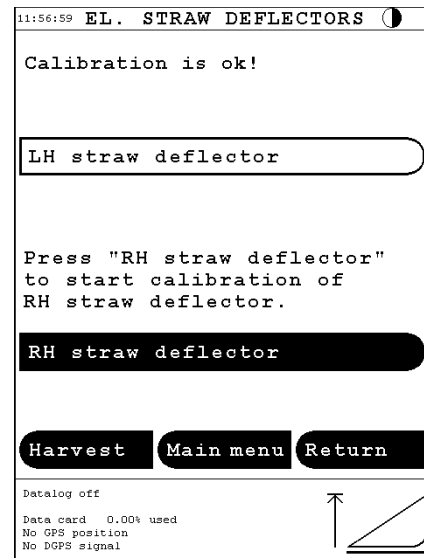 11:56:59 EL. STRAW DEFLECTORS
Calibration is ok!
LH straw deflector
Press "RH straw deflector"
to start calibration of
RH straw deflector.
RH straw deflector
Harvest Main menu Return
Datalog off
Data card 0.00% used
No GPS position
No DGPS signal